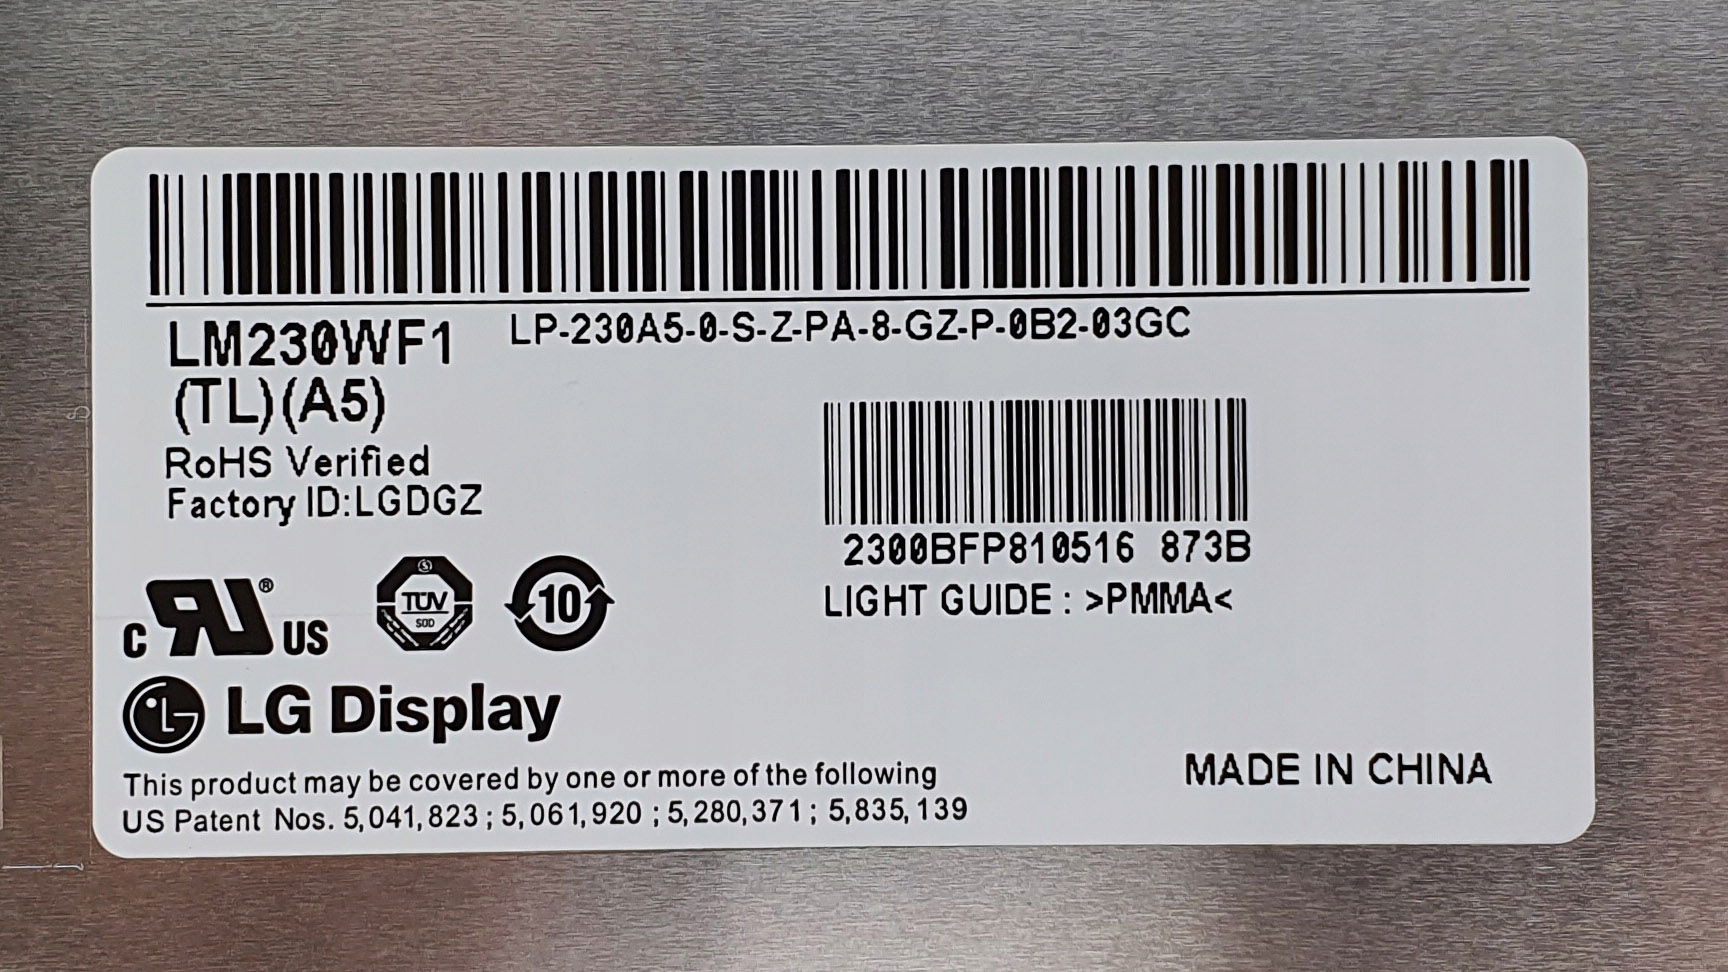 LM230WF1 LP-230A5-0-S-Z-PA-8-GZ-P-0B2-03GC
(TL)(A5)
RoHS Verified
Factory ID:LGDGZ
2300BFP810516 873B
LIGHT GUIDE : >PMMA<
C RU ® US
TÜV
SÜD
10
LG Display
This product may be covered by one or more of the following
US Patent Nos. 5,041,823 ; 5,061,920 ; 5,280,371 ; 5,835,139
MADE IN CHINA